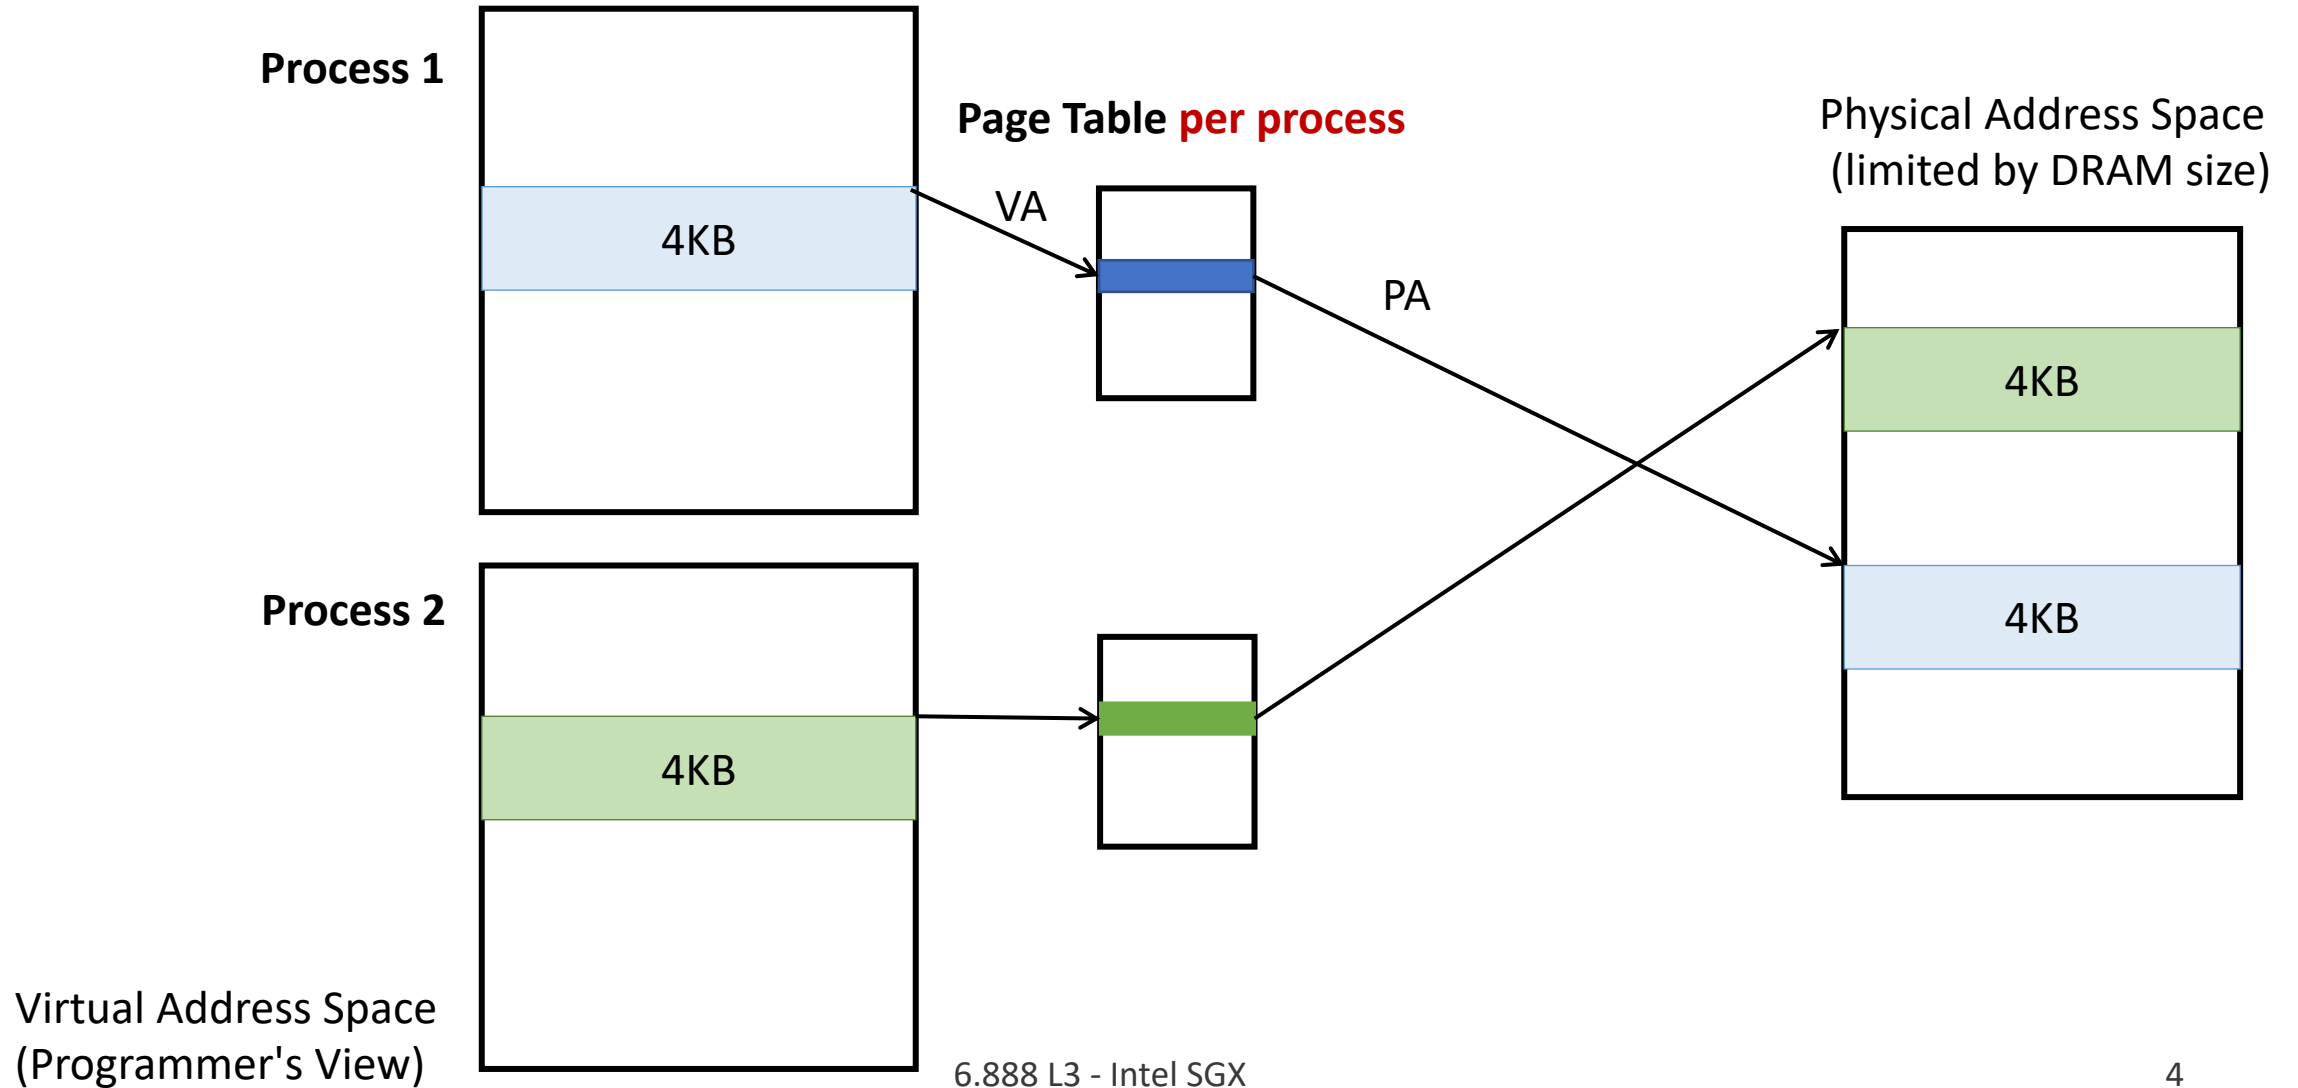 Process 1
Page Table per process
Physical Address Space
(limited by DRAM size)
VA
4KB
PA
4KB
4KB
Process 2
4KB
Virtual Address Space
(Programmer's View)
6.888 L3 - Intel SGX
4